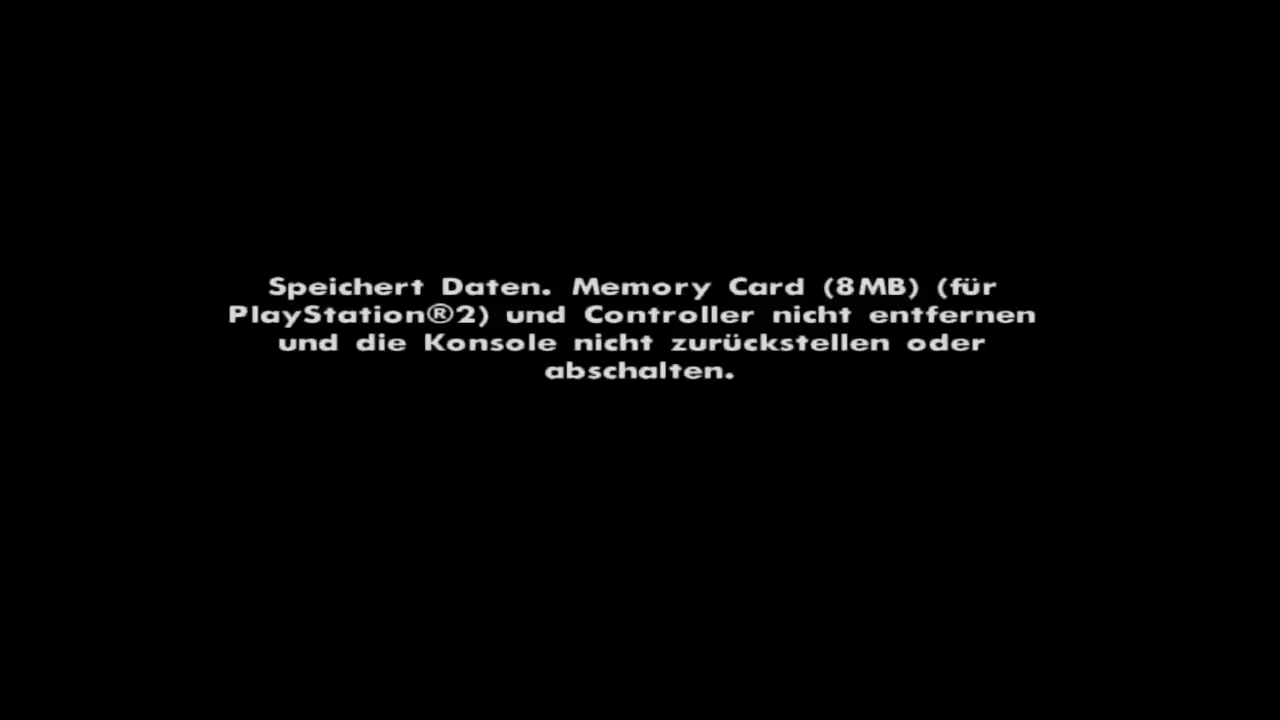 Speichert Daten. Memory Card (8MB) (für
PlayStation®2) und Controller nicht entfernen
und die Konsole nicht zurückstellen oder
abschalten.